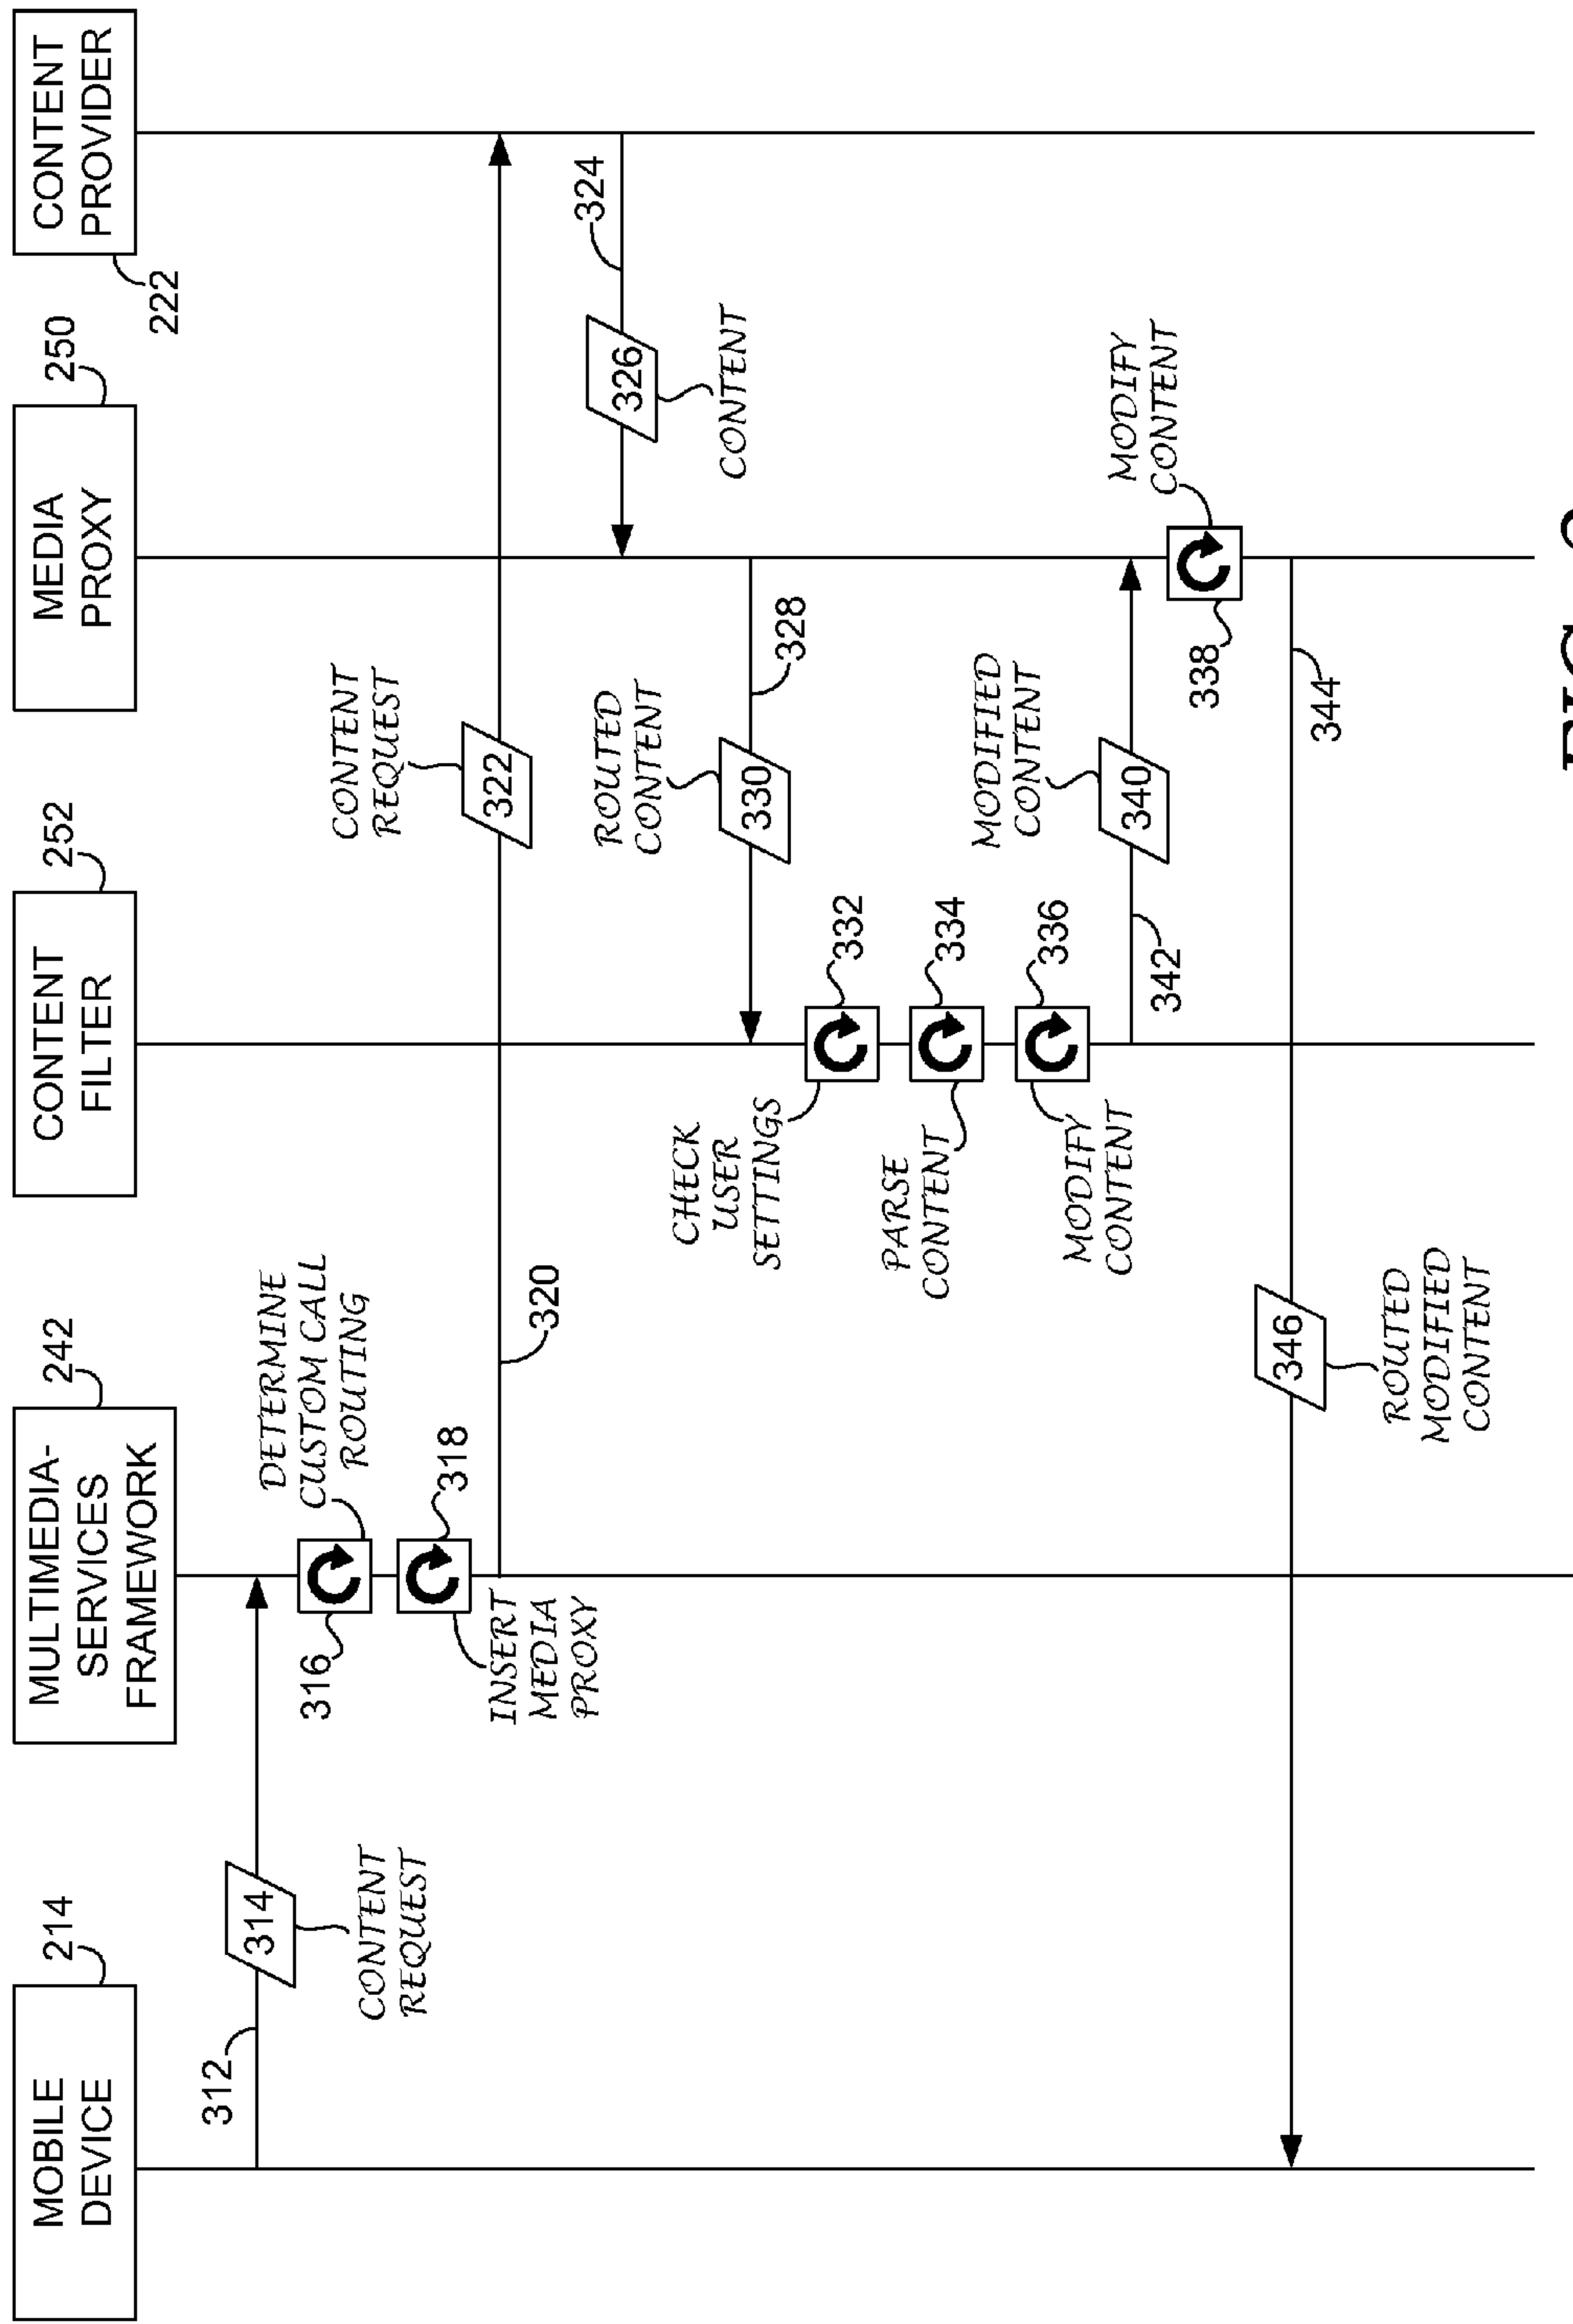 MOBILE
DEVICE
214
MULTIMEDIA-
SERVICES
FRAMEWORK
242
CONTENT
FILTER
252
MEDIA
PROXY
250
CONTENT
PROVIDER
222
312
314
CONTENT
REQUEST
DETERMINE
CUSTOM CALL
ROUTING
316
318
INSERT
MEDIA
PROXY
CONTENT
REQUEST
322
320
324
326
CONTENT
ROUTED
CONTENT
330
328
CHECK
USER
SETTINGS
332
PARSE
CONTENT
334
MODIFY
CONTENT
336
MODIFIED
CONTENT
340
342
MODIFY
CONTENT
338
344
346
ROUTED
MODIFIED
CONTENT